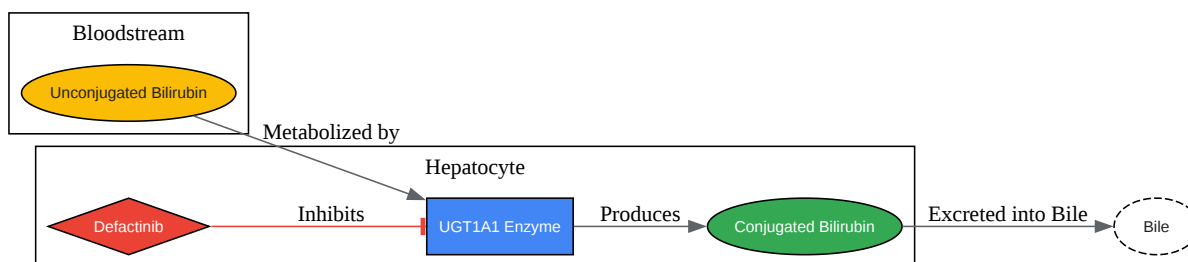 Bloodstream
Unconjugated Bilirubin
Metabolized by
Hepatocyte
Defactinib
Inhibits
UGT1A1 Enzyme
Produces
Conjugated Bilirubin
Excreted into Bile
Bile